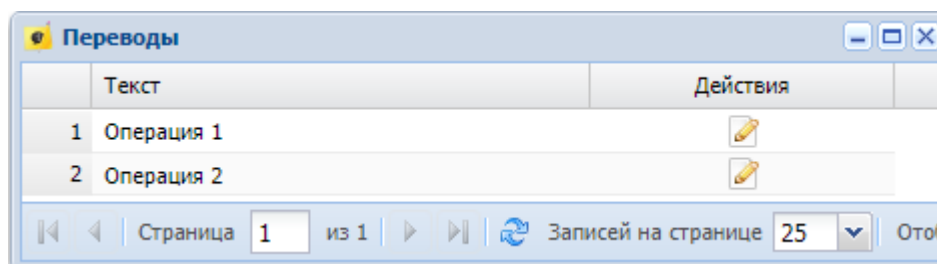 Переводы
Текст Действия
1 Операция 1
2 Операция 2
Страница 1 из 1 Записей на странице 25